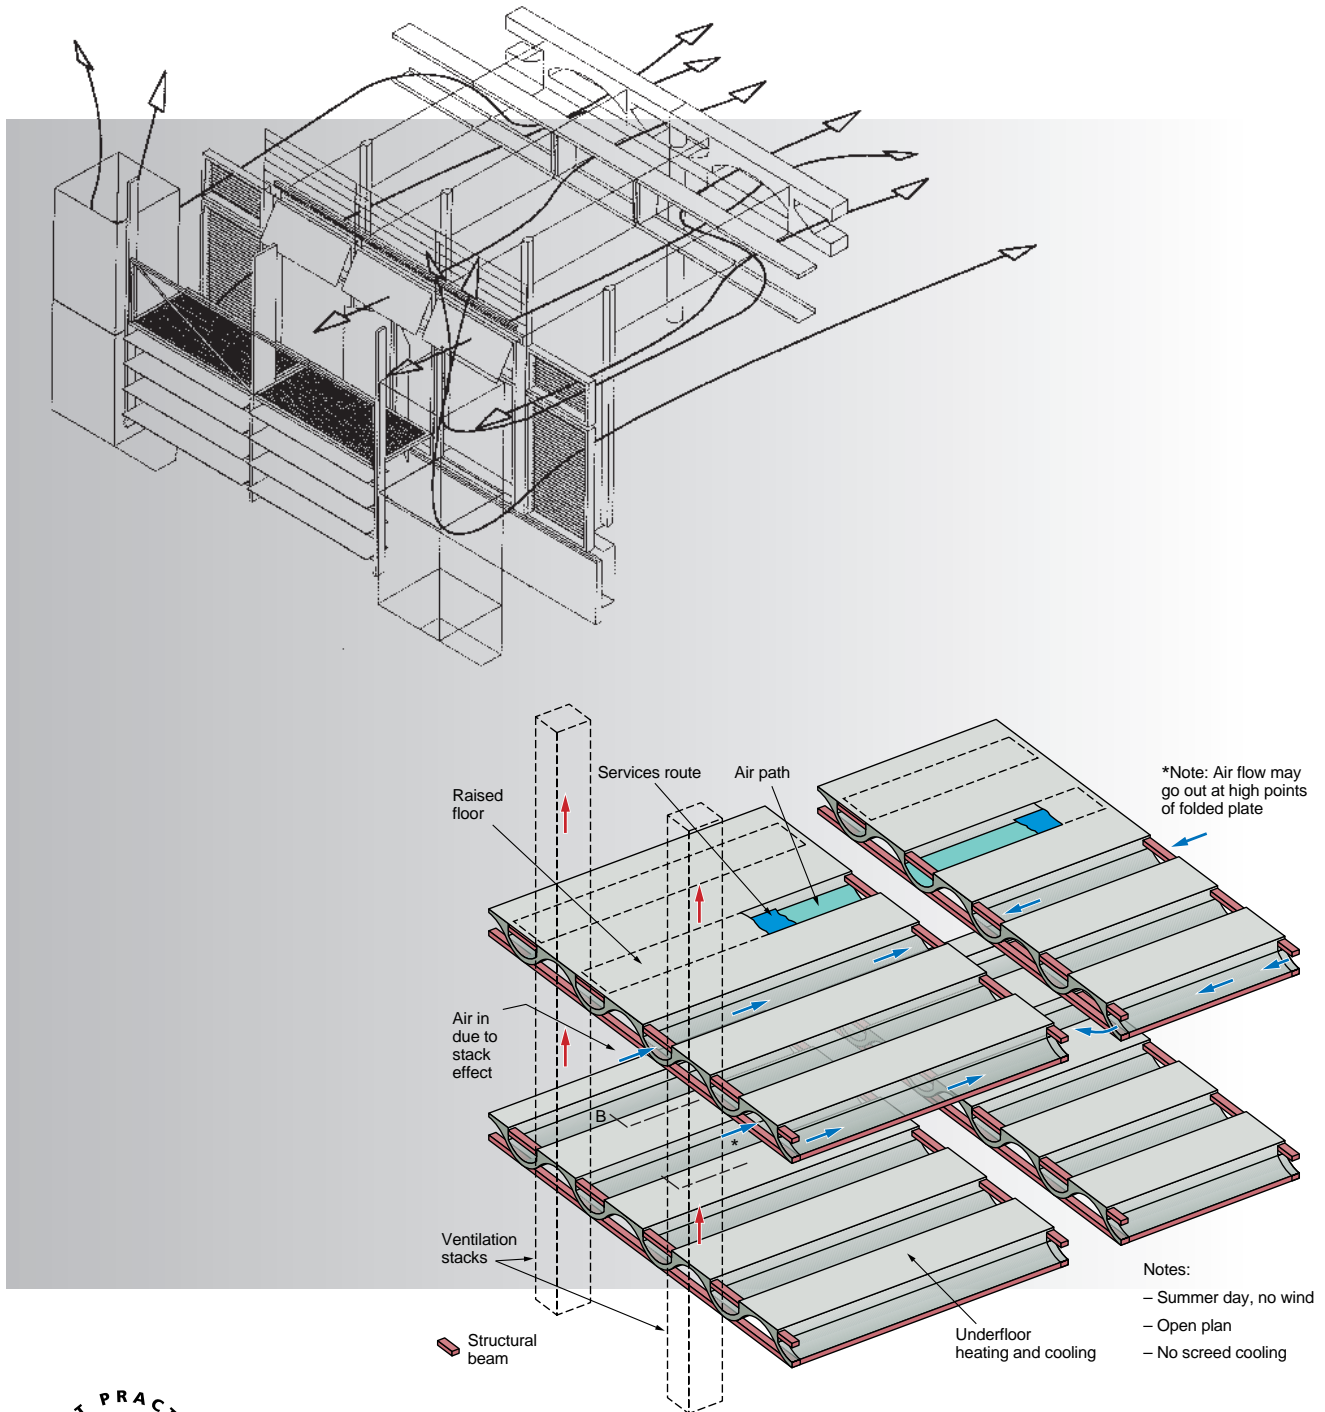 Services route
Air path
*Note: Air flow may
go out at high points
of folded plate
Raised
floor
Air in
due to
stack
effect
B
*
Ventilation
stacks
Notes:
– Summer day, no wind
– Open plan
– No screed cooling
Underfloor
heating and cooling
Structural
beam